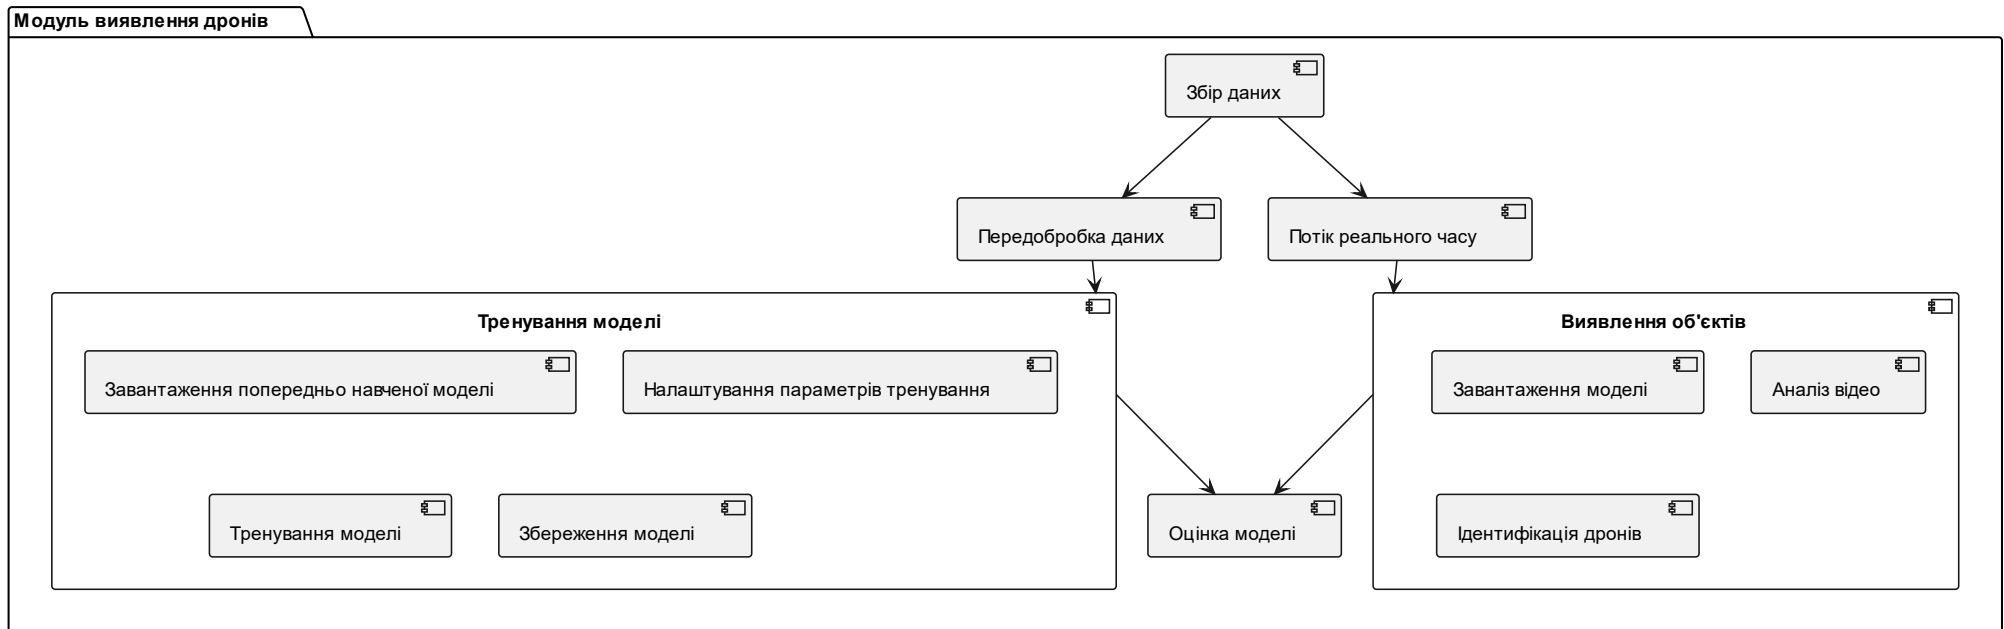 Модуль виявлення дронів
Збір даних
Передобробка даних
Потік реального часу
Тренування моделі
Завантаження попередньо навченої моделі
Налаштування параметрів тренування
Тренування моделі
Збереження моделі
Оцінка моделі
Виявлення об'єктів
Завантаження моделі
Аналіз відео
Ідентифікація дронів